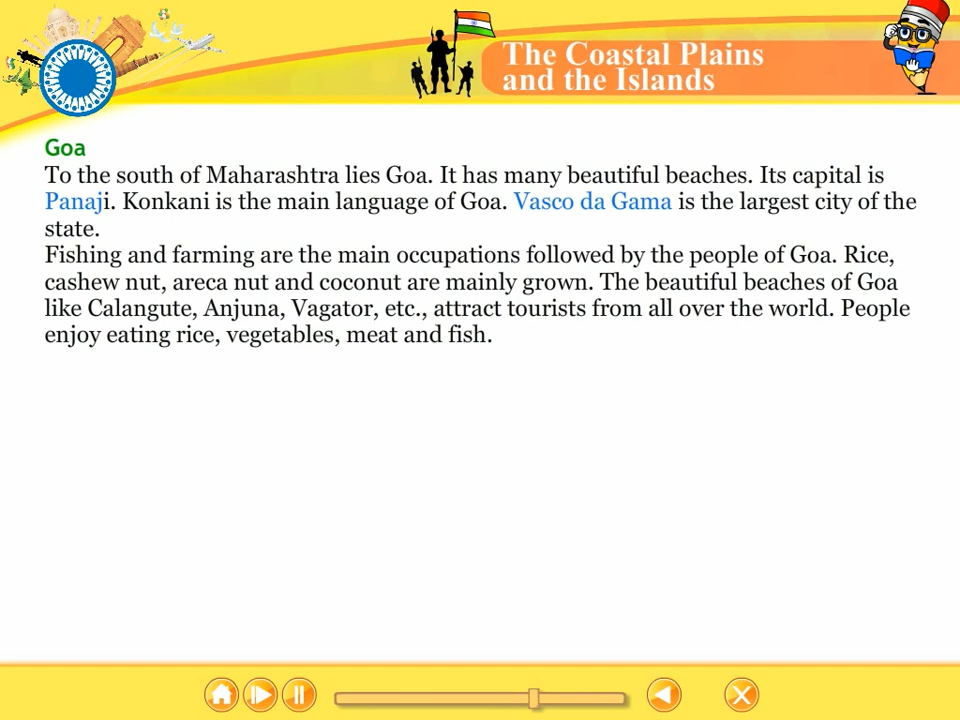 The Coastal Plains
and the Islands
Goa
To the south of Maharashtra lies Goa. It has many beautiful beaches. Its capital is
Panaji. Konkani is the main language of Goa. Vasco da Gama is the largest city of the
state.
Fishing and farming are the main occupations followed by the people of Goa. Rice,
cashew nut, areca nut and coconut are mainly grown. The beautiful beaches of Goa
like Calangute, Anjuna, Vagator, etc., attract tourists from all over the world. People
enjoy eating rice, vegetables, meat and fish.